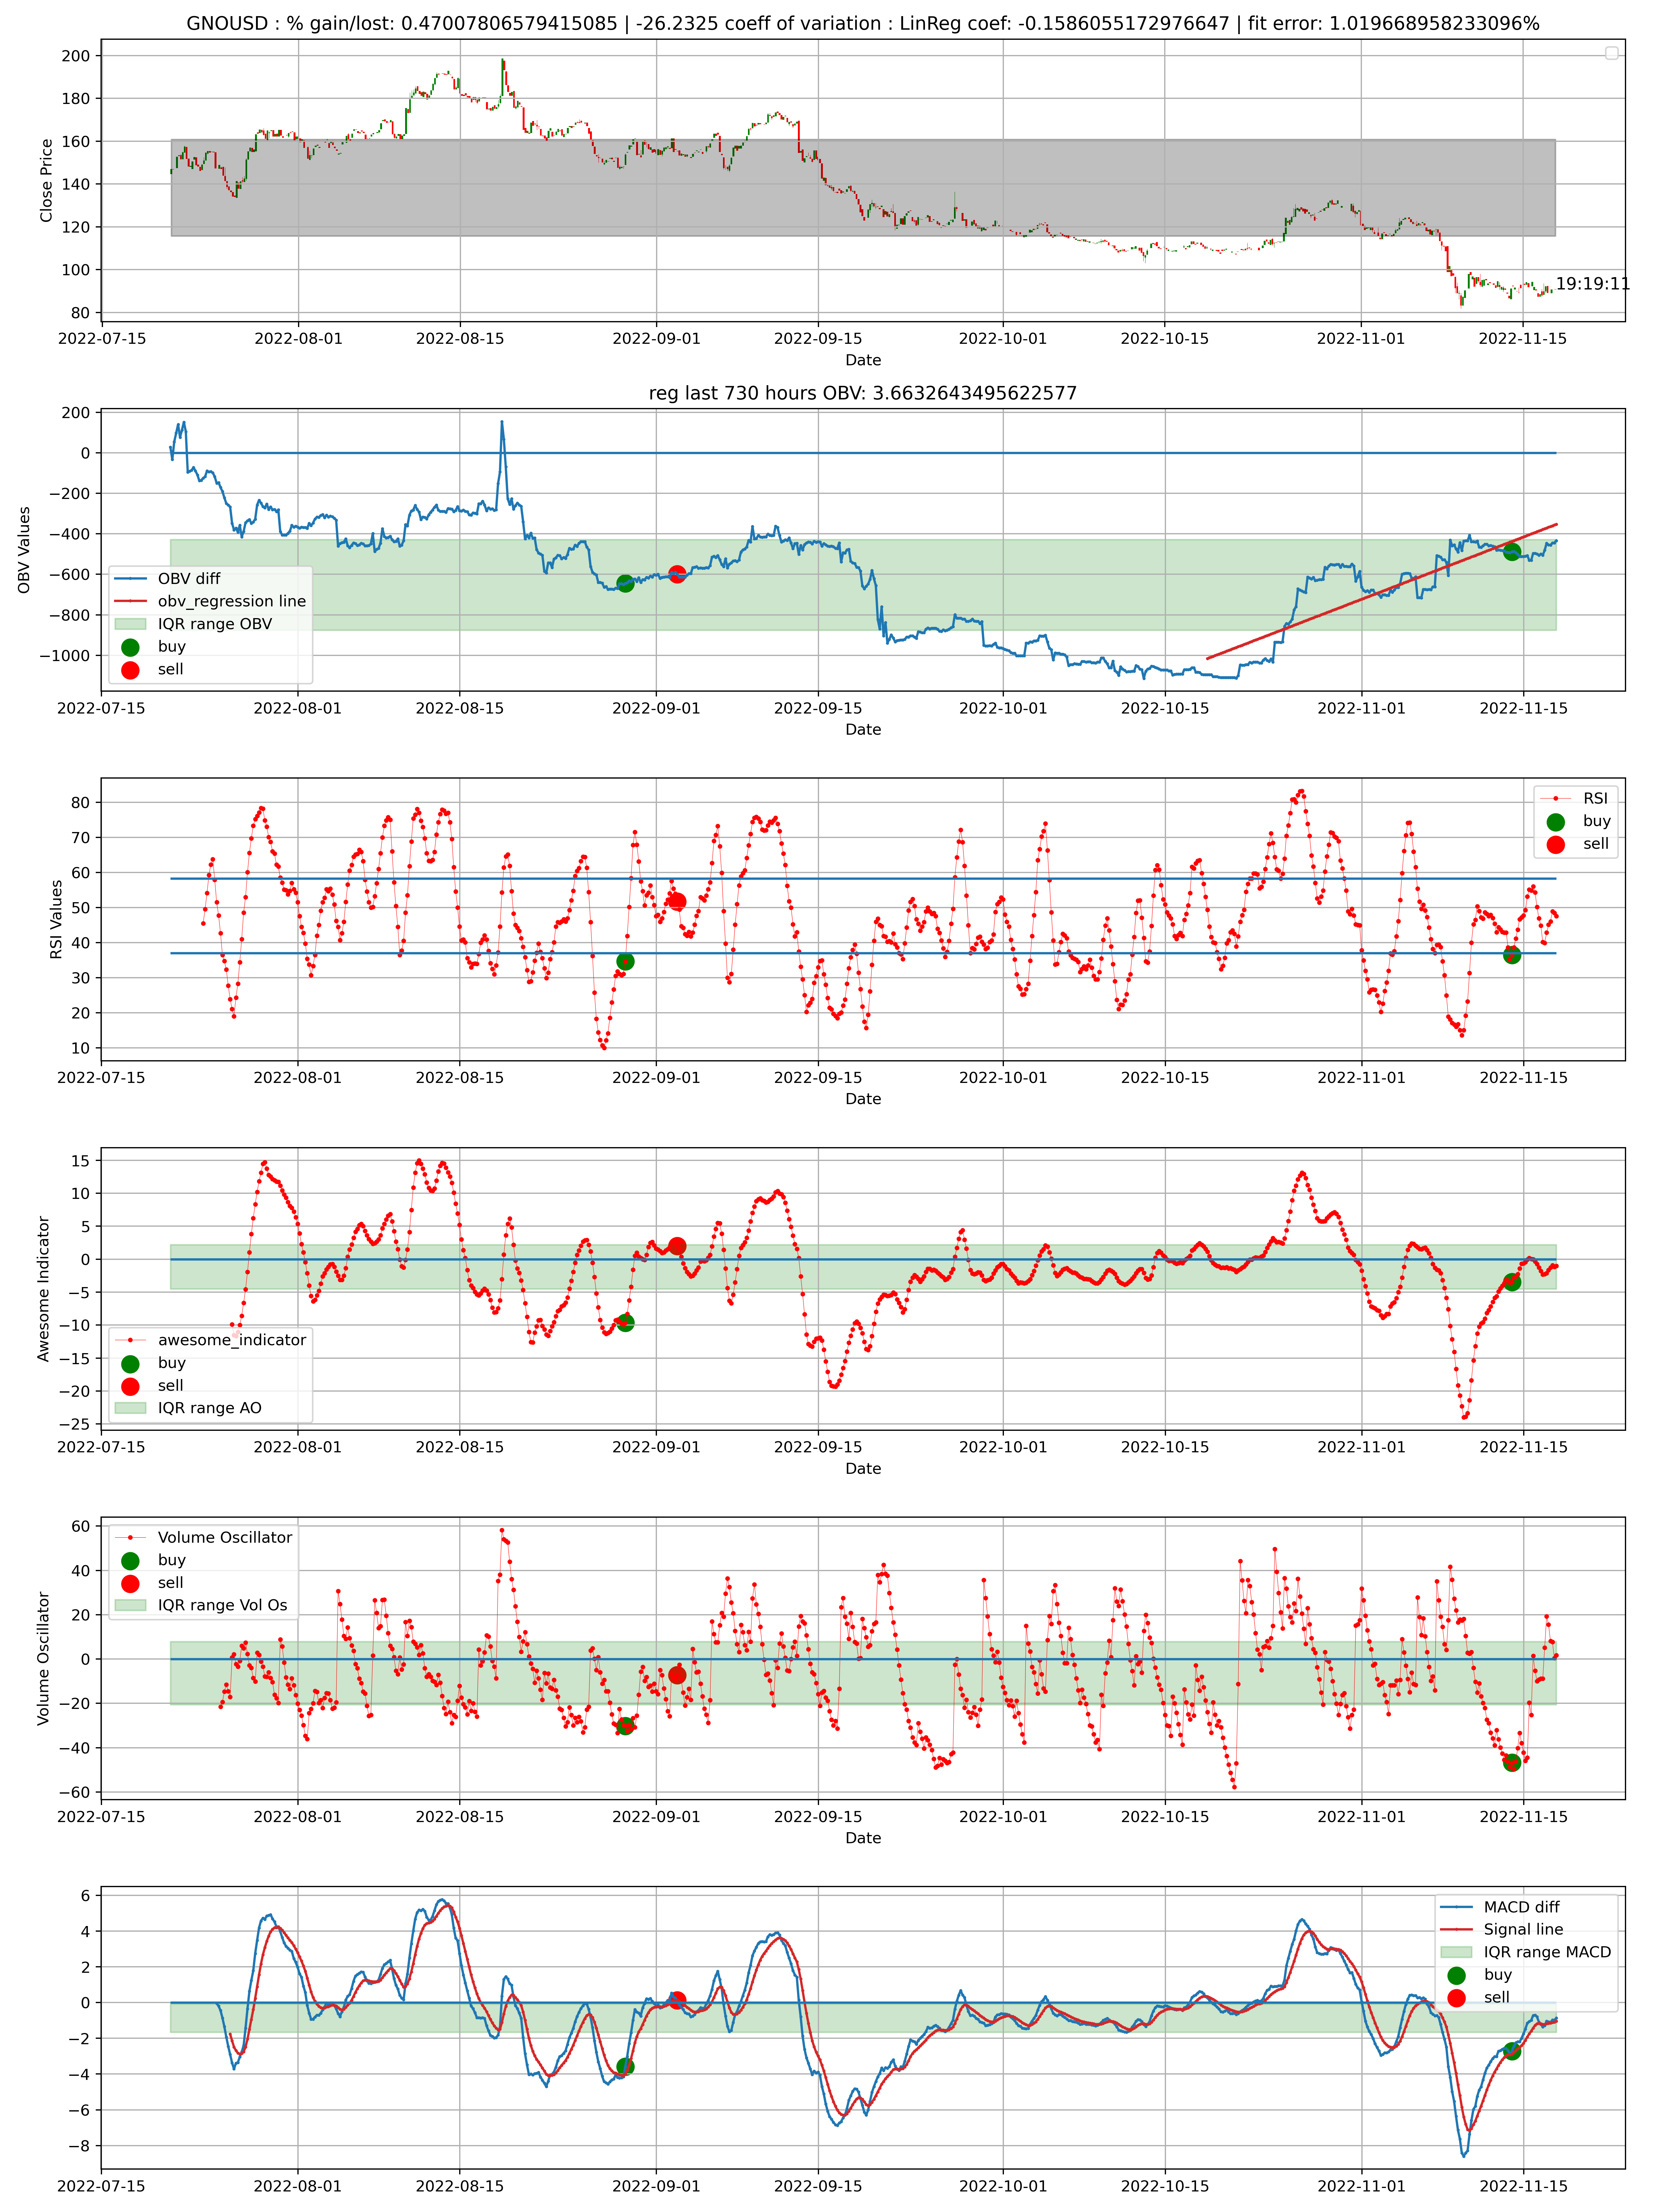 GNOUSD : % gain/lost: 0.47007806579415085 | -26.2325 coeff of variation : LinReg coef: -0.1586055172976647 | fit error: 1.019668958233096%
200
180
160
140
120
100
80
Close Price
19:19:11
2022-07-15 2022-08-01 2022-08-15 2022-09-01 2022-09-15 2022-10-01 2022-10-15 2022-11-01 2022-11-15
Date
reg last 730 hours OBV: 3.6632643495622577
200
0
−200
−400
−600
−800
−1000
OBV Values
OBV diff
obv_regression line
IQR range OBV
buy
sell
2022-07-15 2022-08-01 2022-08-15 2022-09-01 2022-09-15 2022-10-01 2022-10-15 2022-11-01 2022-11-15
Date
80
70
60
50
40
30
20
10
RSI Values
RSI
buy
sell
2022-07-15 2022-08-01 2022-08-15 2022-09-01 2022-09-15 2022-10-01 2022-10-15 2022-11-01 2022-11-15
Date
15
10
5
0
−5
−10
−15
−20
−25
Awesome Indicator
awesome_indicator
buy
sell
IQR range AO
2022-07-15 2022-08-01 2022-08-15 2022-09-01 2022-09-15 2022-10-01 2022-10-15 2022-11-01 2022-11-15
Date
60
40
20
0
−20
−40
−60
Volume Oscillator
Volume Oscillator
buy
sell
IQR range Vol Os
2022-07-15 2022-08-01 2022-08-15 2022-09-01 2022-09-15 2022-10-01 2022-10-15 2022-11-01 2022-11-15
Date
6
4
2
0
−2
−4
−6
−8
MACD diff
Signal line
IQR range MACD
buy
sell
2022-07-15 2022-08-01 2022-08-15 2022-09-01 2022-09-15 2022-10-01 2022-10-15 2022-11-01 2022-11-15